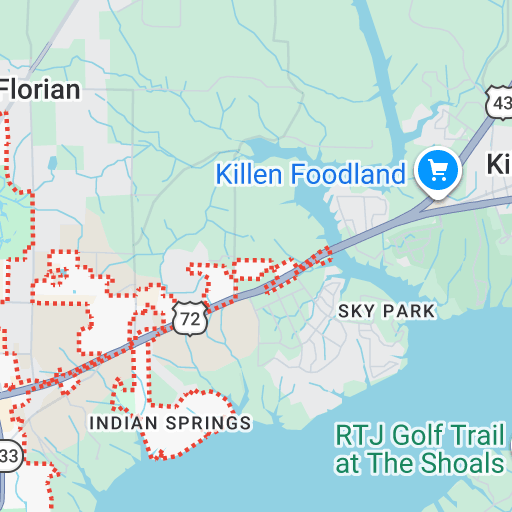 Florian
43
Killen Foodland
Ki
72
SKY PARK
INDIAN SPRINGS
RTJ Golf Trail
at The Shoals
33